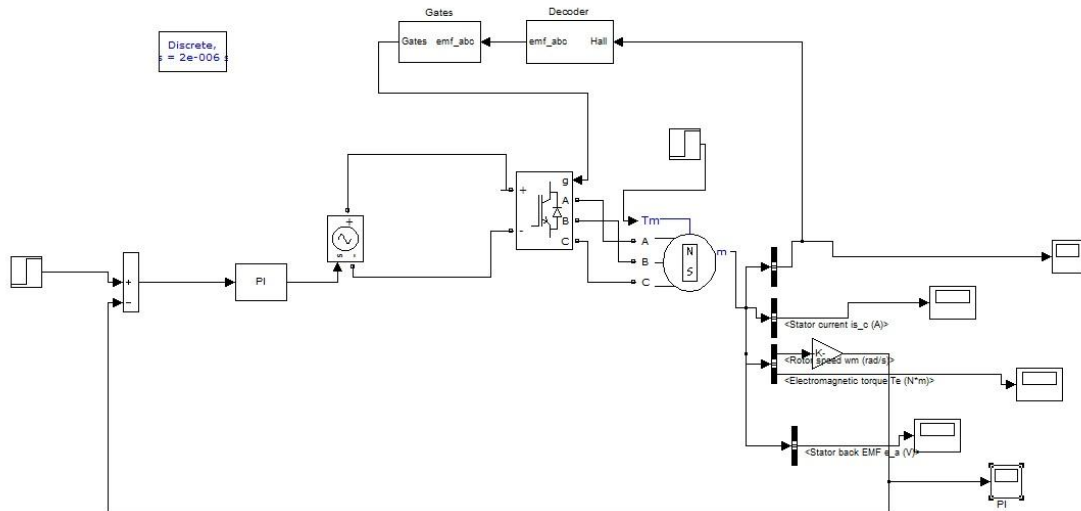 Gates
Decoder
Discrete,
s = 2e-006 s
Gates emf_abc
emf_abc Hall
g
+
A
B
-
C
Tm
m
A
B
C
N
S
+
s -
+
-
PI
<Stator current is_c (A)>
-K-
<Rotor speed wm (rad/s)>
<Electromagnetic torque Te (N*m)>
<Stator back EMF e_a (V)>
PI